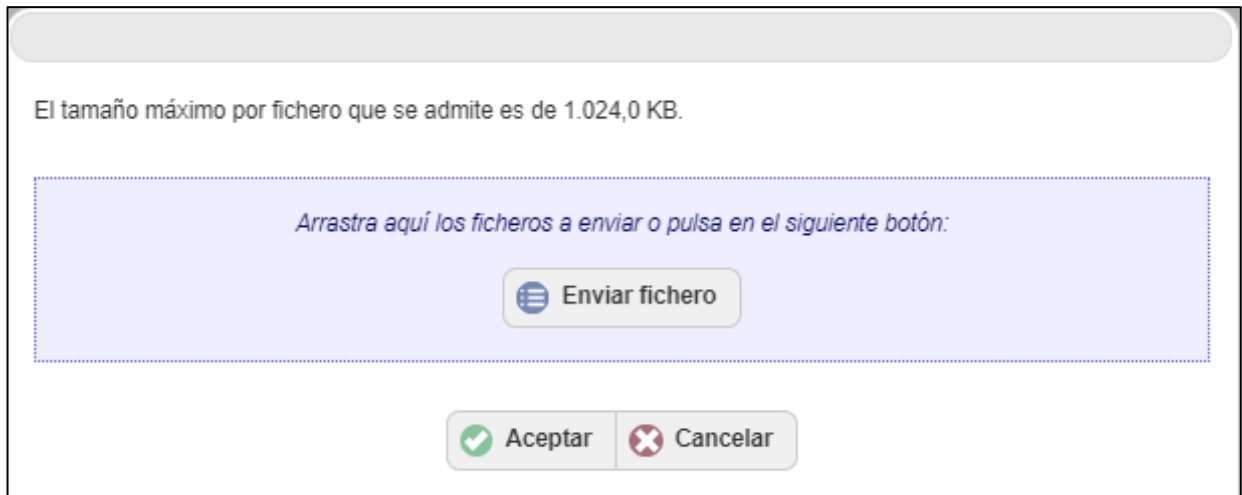 El tamaño máximo por fichero que se admite es de 1.024,0 KB.
Arrastra aquí los ficheros a enviar o pulsa en el siguiente botón:
Enviar fichero
Aceptar Cancelar